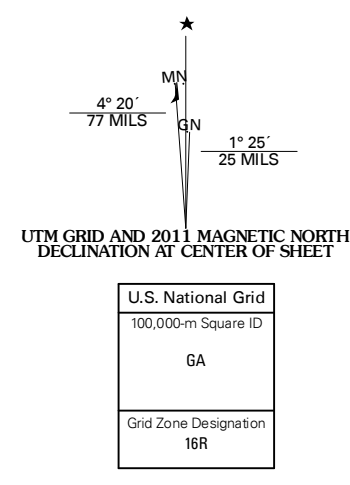 ★
MN
4° 20´
77 MILS
GN
1° 25´
25 MILS
UTM GRID AND 2011 MAGNETIC NORTH
DECLINATION AT CENTER OF SHEET
U.S. National Grid
100,000-m Square ID
GA
Grid Zone Designation
16R